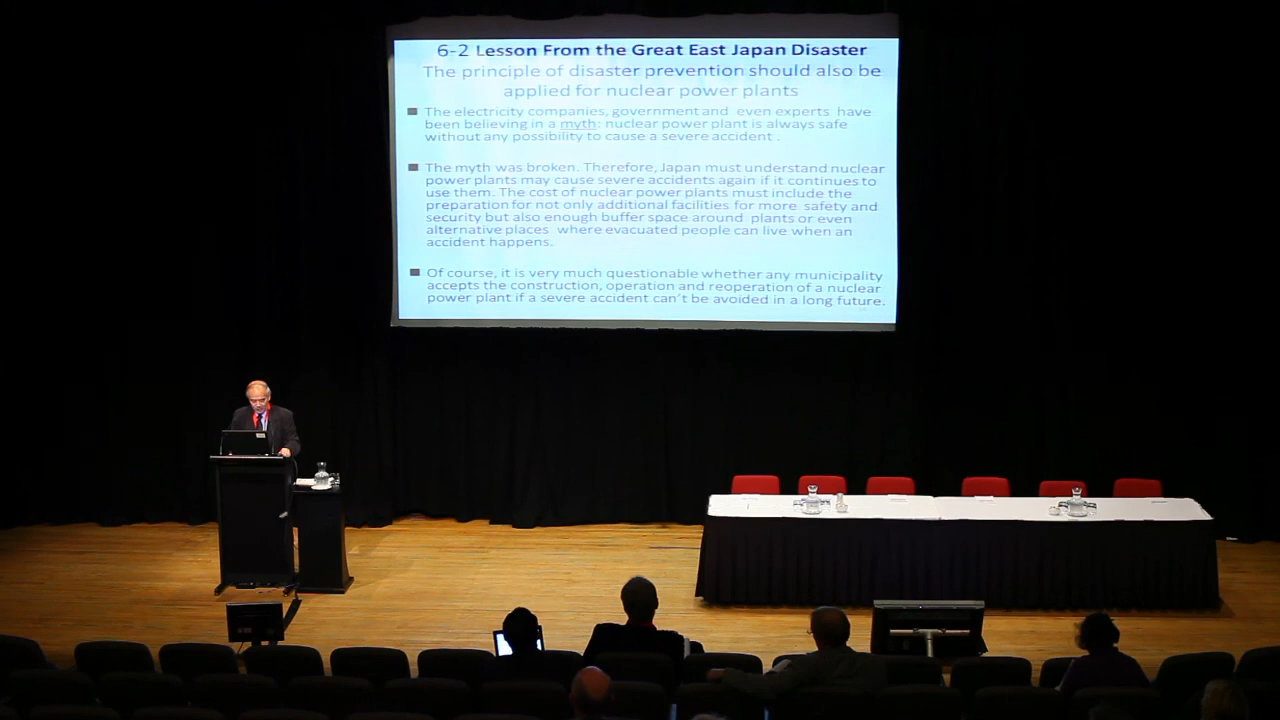 6-2 Lesson From the Great East Japan Disaster
The principle of disaster prevention should also be
applied for nuclear power plants
The electricity companies, government and even experts have
been believing in a myth: nuclear power plant is always safe
without any possibility to cause a severe accident .
The myth was broken. Therefore, Japan must understand nuclear
power plants may cause severe accidents again if it continues to
use them. The cost of nuclear power plants must include the
preparation for not only additional facilities for more safety and
security but also enough buffer space around plants or even
alternative places where evacuated people can live when an
accident happens.
Of course, it is very much questionable whether any municipality
accepts the construction, operation and reoperation of a nuclear
power plant if a severe accident can't be avoided in a long future.